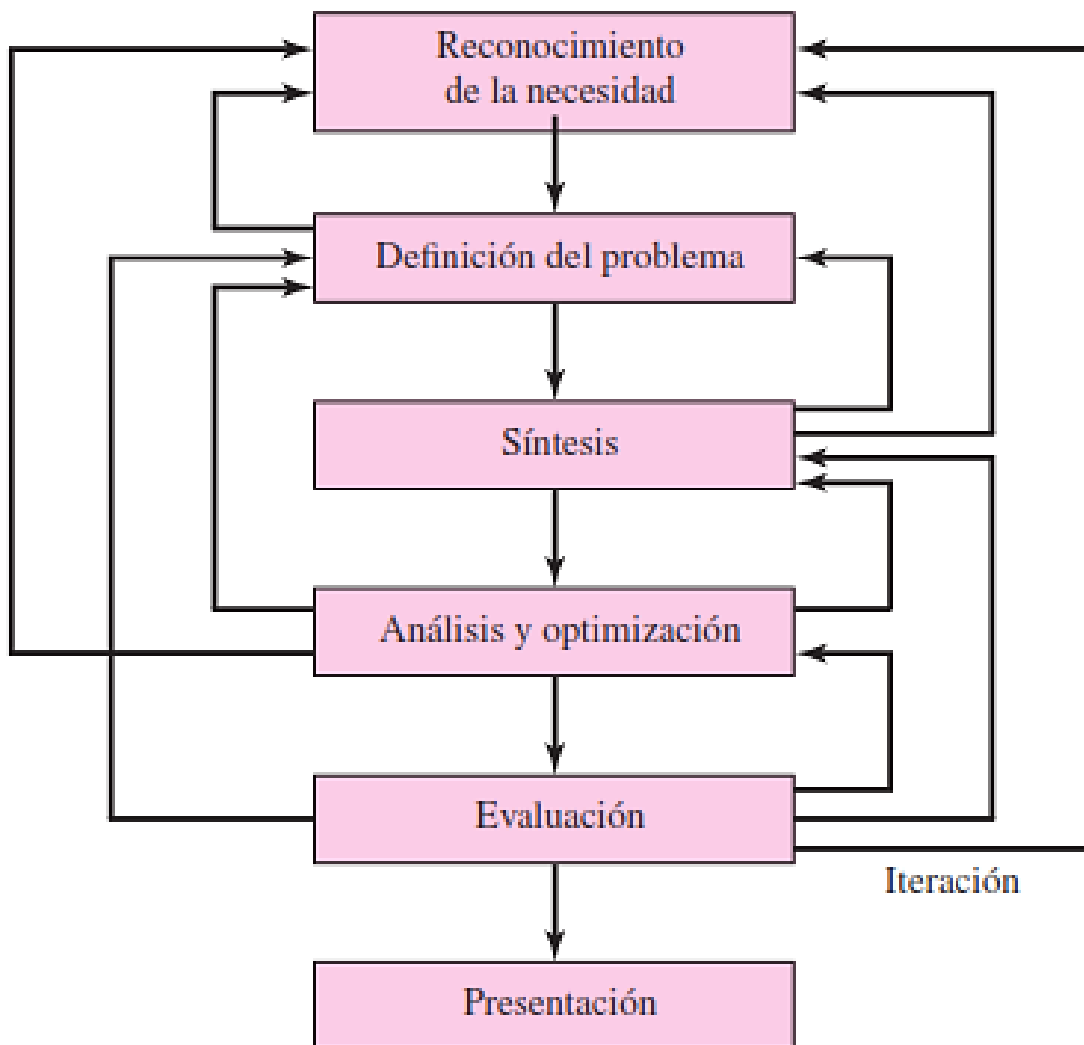 Reconocimiento
de la necesidad
Definición del problema
Síntesis
Análisis y optimización
Evaluación
Iteración
Presentación